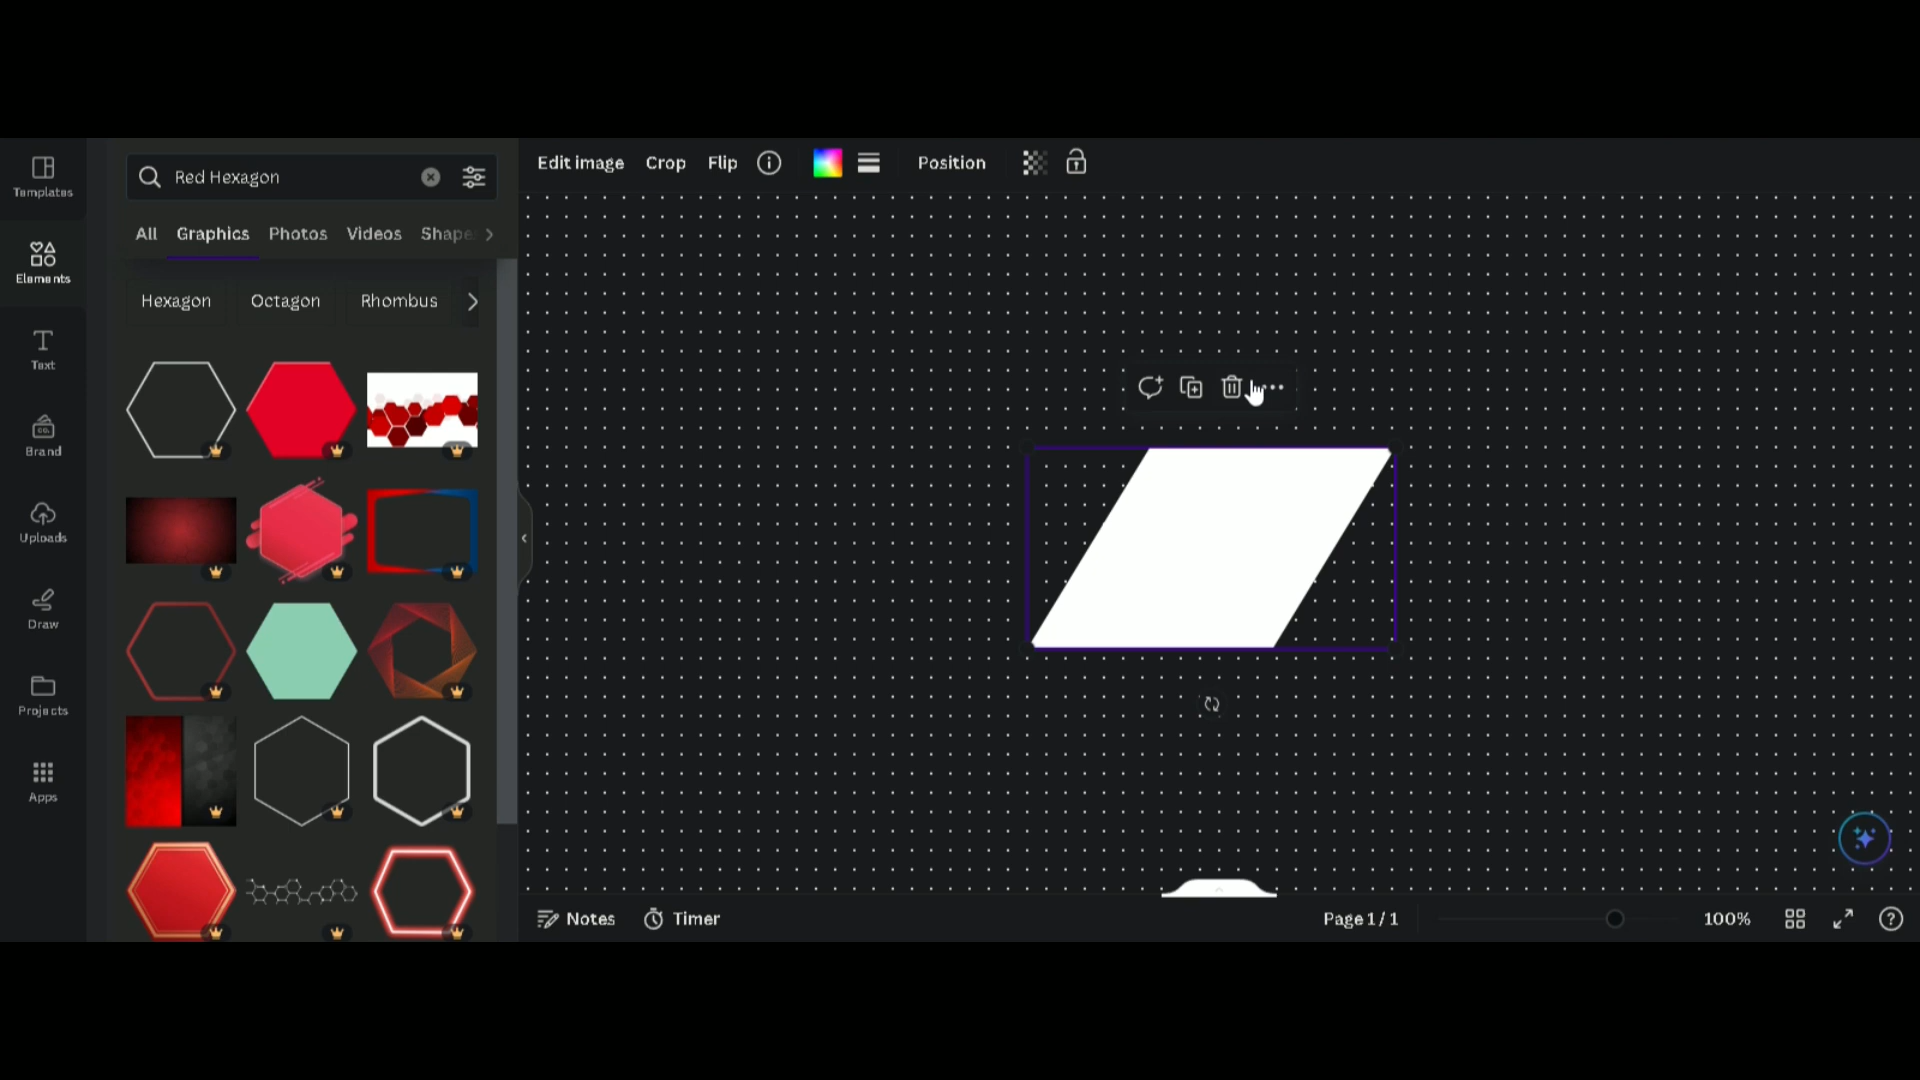 Templates
Elements
Text
Brand
Uploads
Draw
Projects
Apps
Red Hexagon
All Graphics Photos Videos Shape
Hexagon Octagon Rhombus
Edit image Crop Flip Position
Notes Timer
Page 1 / 1
100%